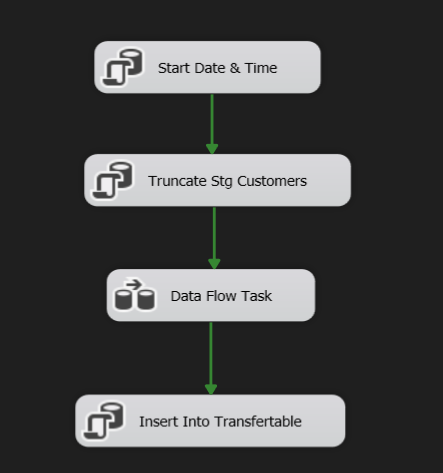 Start Date & Time
Truncate Stg Customers
Data Flow Task
Insert Into Transfertable